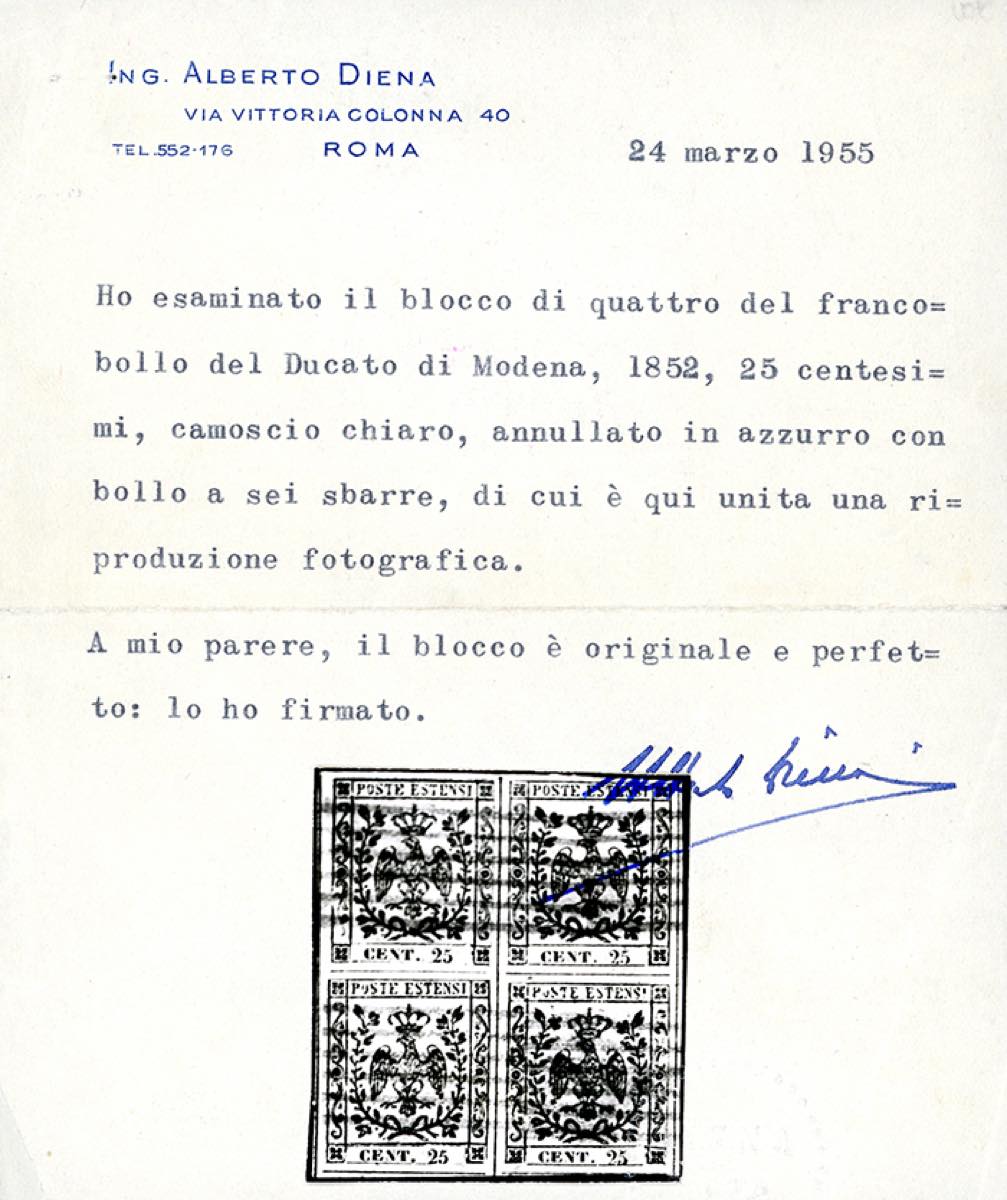 ING. ALBERTO DIENA
VIA VITTORIA COLONNA 40
TEL.552-176 ROMA
24 marzo 1955
Ho esaminato il blocco di quattro del franco=
bollo del Ducato di Modena, 1852, 25 centesi=
mi, camoscio chiaro, annullato in azzurro con
bollo a sei sbarre, di cui è qui unita una ri=
produzione fotografica.
A mio parere, il blocco è originale e perfet=
to: lo ho firmato.
Alberto Diena
POSTE ESTENSI POSTE ESTENSI
CENT. 25 CENT. 25
POSTE ESTENSI POSTE ESTENSI
CENT. 25 CENT. 25